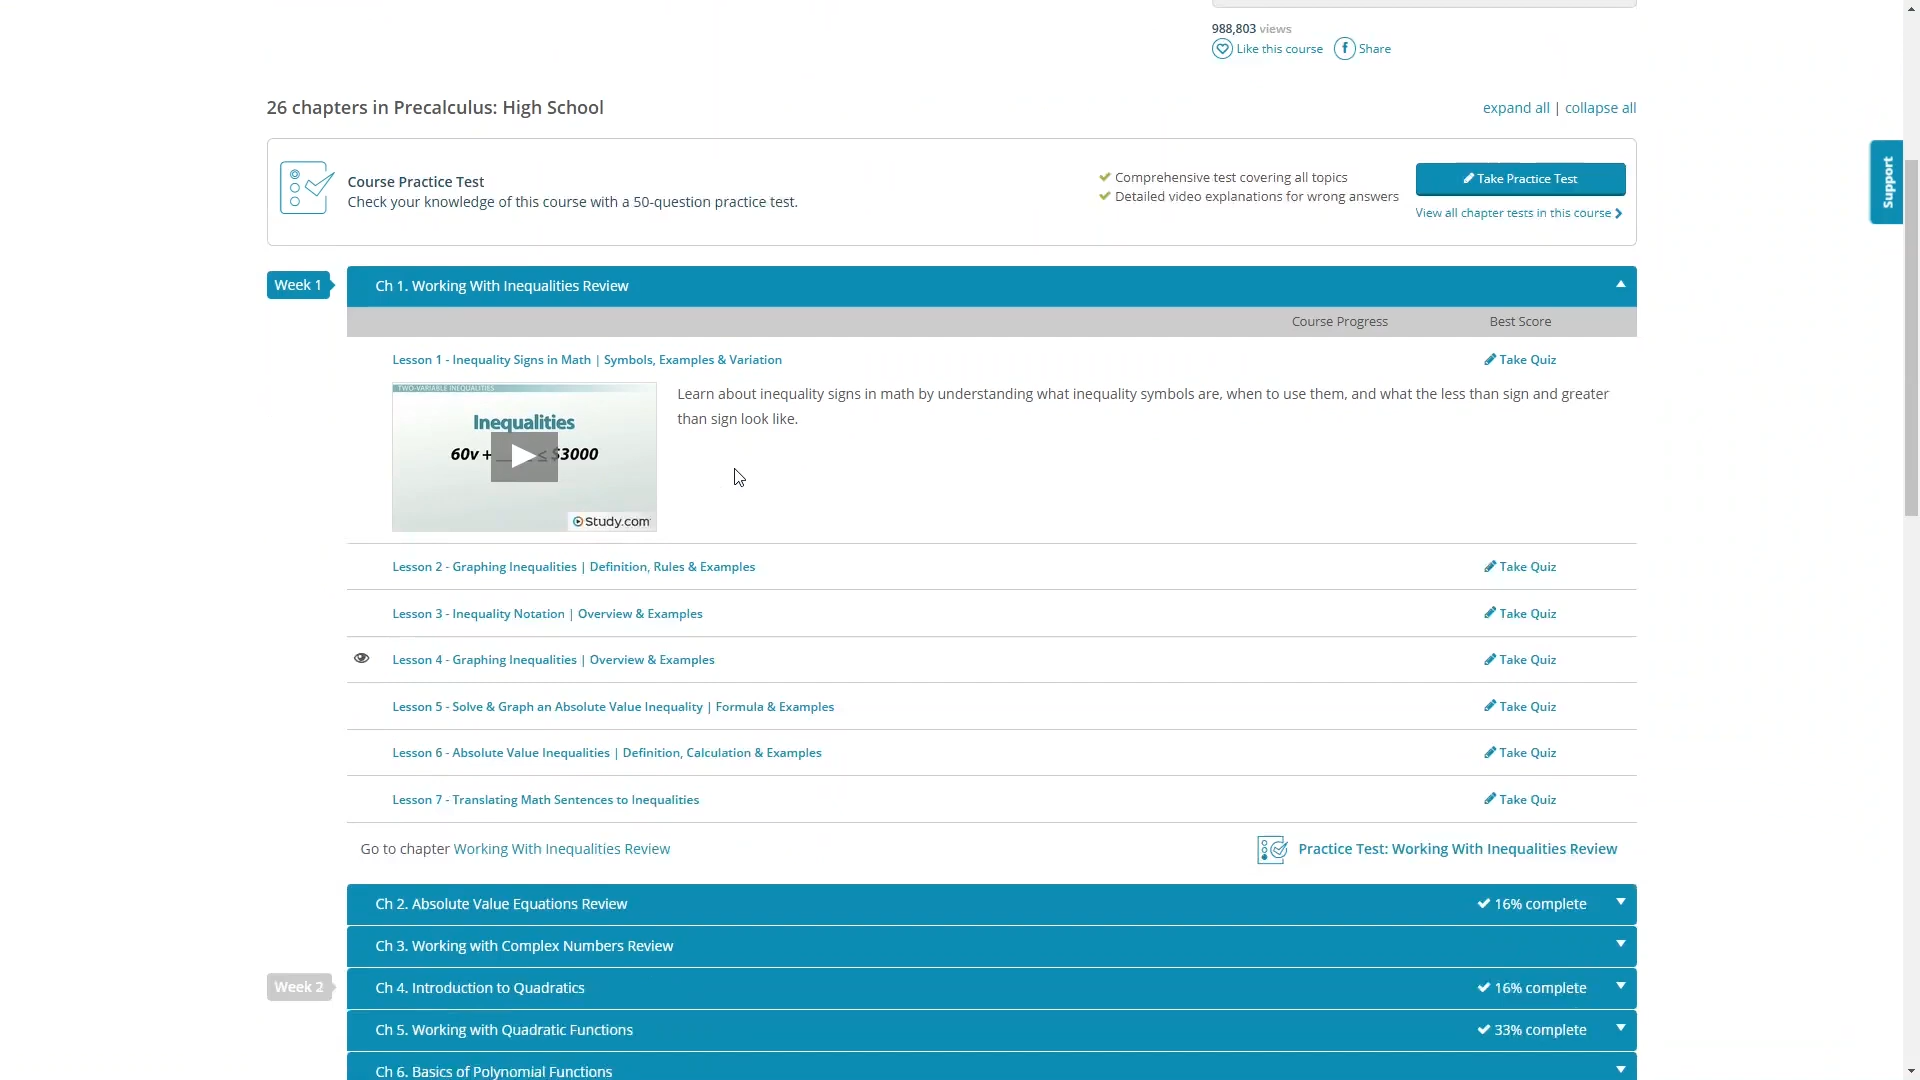 988,803 views
Like this course
Share
26 chapters in Precalculus: High School
expand all | collapse all
Course Practice Test
Check your knowledge of this course with a 50-question practice test.
Comprehensive test covering all topics
Detailed video explanations for wrong answers
Take Practice Test
View all chapter tests in this course
Support
Week 1
Ch 1. Working With Inequalities Review
Course Progress
Best Score
Lesson 1 - Inequality Signs in Math | Symbols, Examples & Variation
Take Quiz
TWO-VARIABLE INEQUALITIES
Inequalities
60v + ≤ $3000
Study.com
Learn about inequality signs in math by understanding what inequality symbols are, when to use them, and what the less than sign and greater
than sign look like.
Lesson 2 - Graphing Inequalities | Definition, Rules & Examples
Take Quiz
Lesson 3 - Inequality Notation | Overview & Examples
Take Quiz
Lesson 4 - Graphing Inequalities | Overview & Examples
Take Quiz
Lesson 5 - Solve & Graph an Absolute Value Inequality | Formula & Examples
Take Quiz
Lesson 6 - Absolute Value Inequalities | Definition, Calculation & Examples
Take Quiz
Lesson 7 - Translating Math Sentences to Inequalities
Take Quiz
Go to chapter Working With Inequalities Review
Practice Test: Working With Inequalities Review
Ch 2. Absolute Value Equations Review
16% complete
Ch 3. Working with Complex Numbers Review
Week 2
Ch 4. Introduction to Quadratics
16% complete
Ch 5. Working with Quadratic Functions
33% complete
Ch 6. Basics of Polynomial Functions